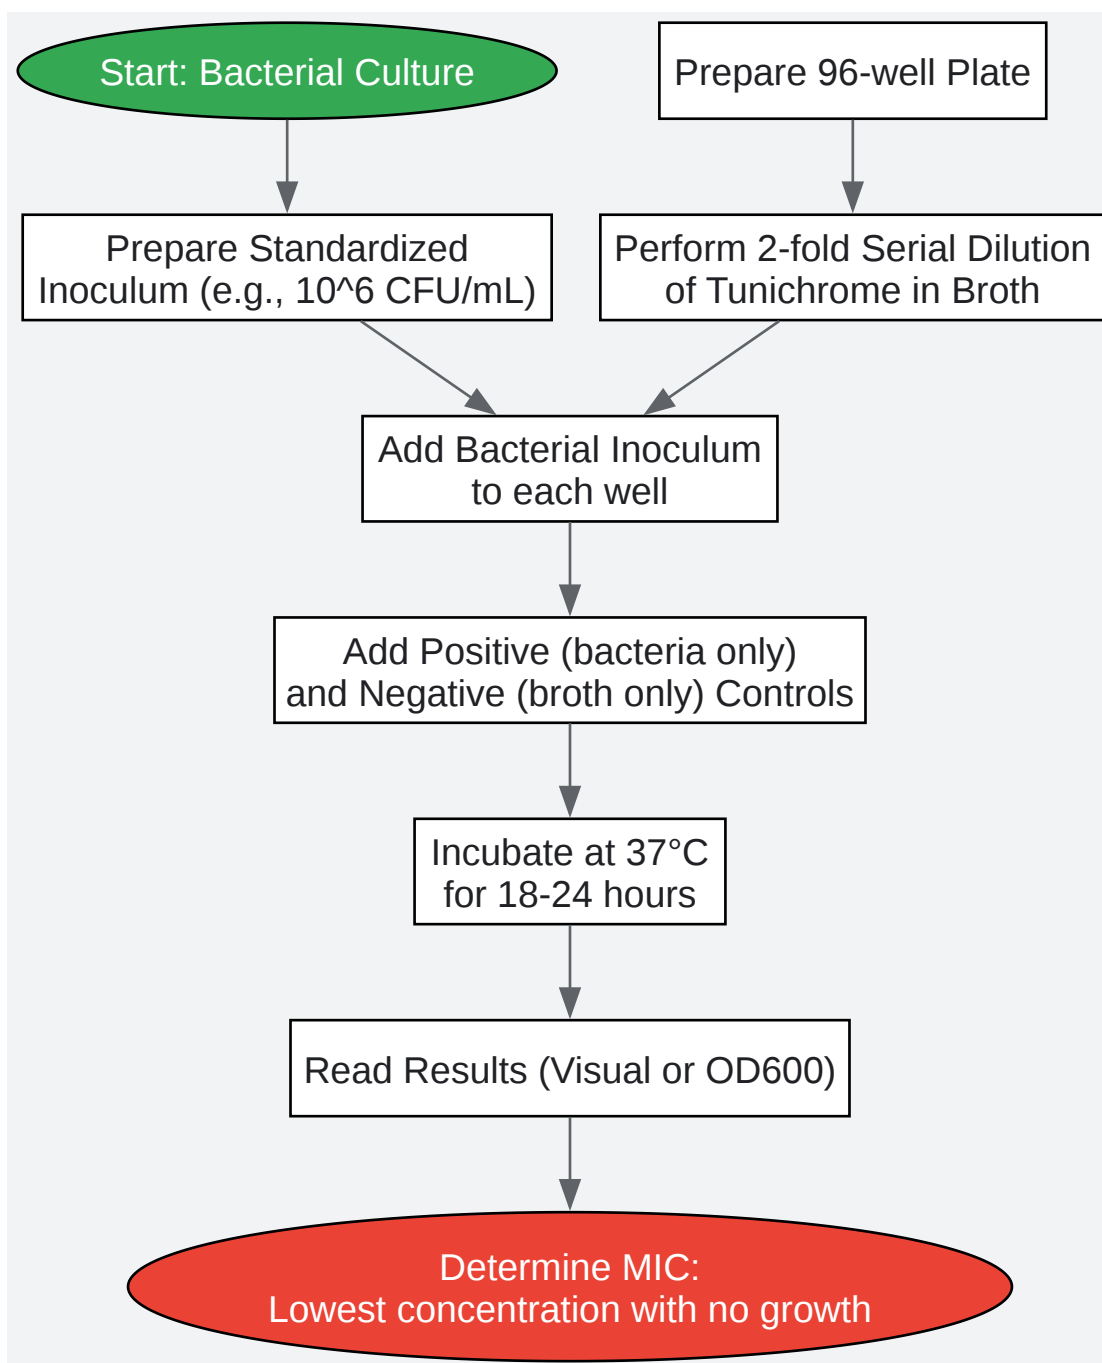 Start: Bacterial Culture
Prepare 96-well Plate
Prepare Standardized
Inoculum (e.g., 10^6 CFU/mL)
Perform 2-fold Serial Dilution
of Tunichrome in Broth
Add Bacterial Inoculum
to each well
Add Positive (bacteria only)
and Negative (broth only) Controls
Incubate at 37°C
for 18-24 hours
Read Results (Visual or OD600)
Determine MIC:
Lowest concentration with no growth